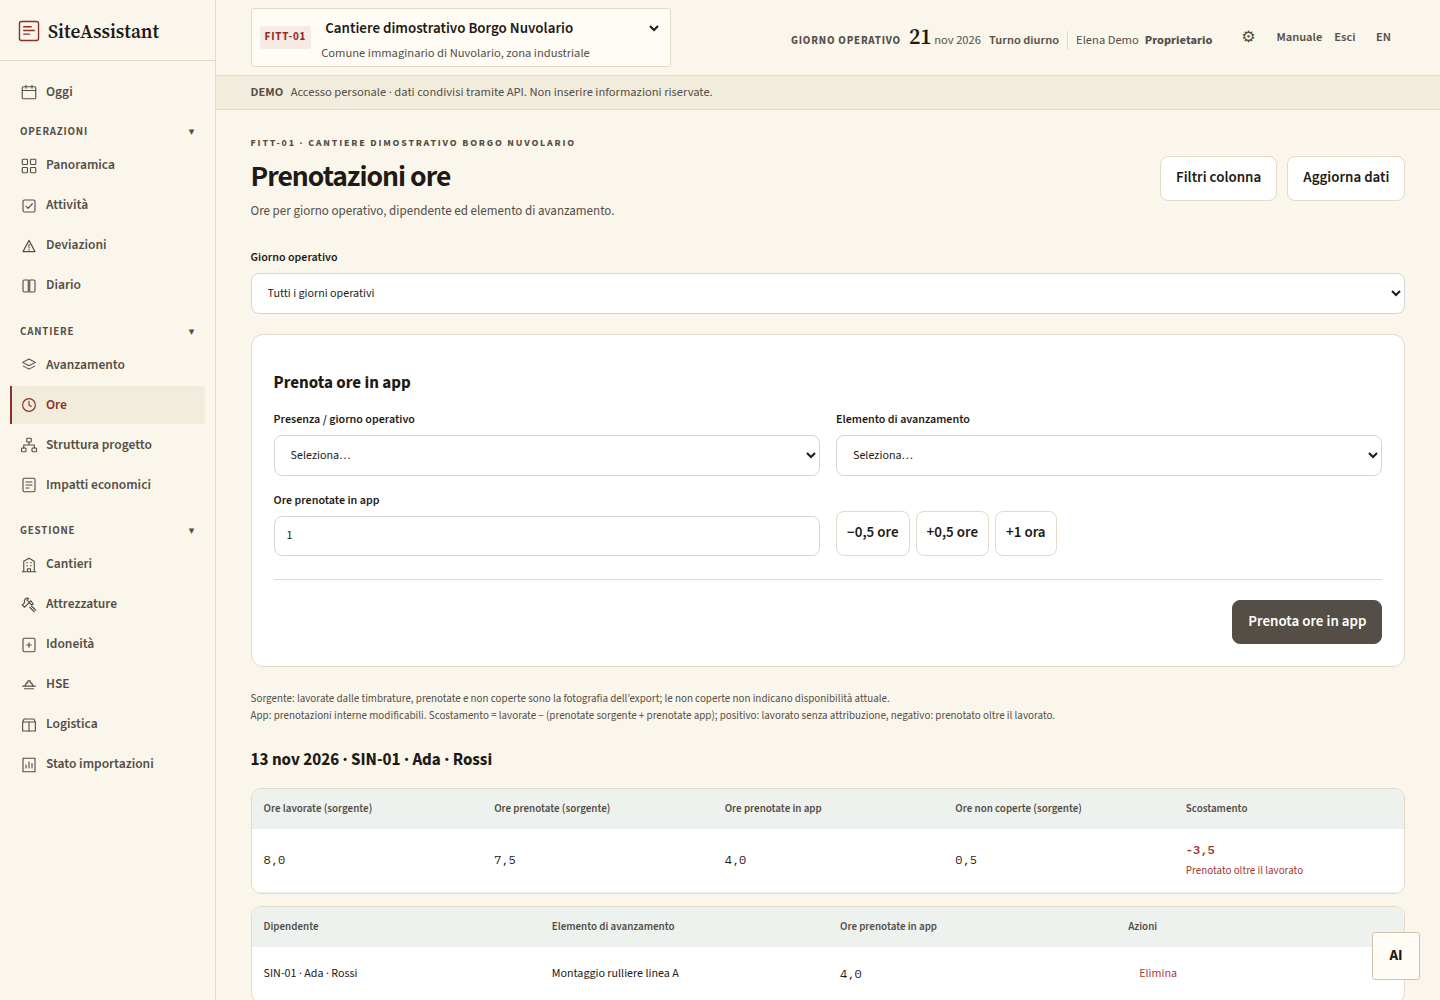 SiteAssistant
Oggi
OPERAZIONI ▼
Panoramica
Attività
Deviazioni
Diario
CANTIERE ▼
Avanzamento
Ore
Struttura progetto
Impatti economici
GESTIONE ▼
Cantieri
Attrezzature
Idoneità
HSE
Logistica
Stato importazioni
FITT-01 Cantiere dimostrativo Borgo Nuvolario
Comune immaginario di Nuvolario, zona industriale
GIORNO OPERATIVO 21 nov 2026 Turno diurno Elena Demo Proprietario ⚙ Manuale Esci EN
DEMO Accesso personale · dati condivisi tramite API. Non inserire informazioni riservate.
FITT-01 · CANTIERE DIMOSTRATIVO BORGO NUVOLARIO
Prenotazioni ore
Ore per giorno operativo, dipendente ed elemento di avanzamento.
Filtri colonna Aggiorna dati
Giorno operativo
Tutti i giorni operativi
Prenota ore in app
Presenza / giorno operativo Elemento di avanzamento
Seleziona… Seleziona…
Ore prenotate in app
1 −0,5 ore +0,5 ore +1 ora
Prenota ore in app
Sorgente: lavorate dalle timbrature, prenotate e non coperte sono la fotografia dell’export; le non coperte non indicano disponibilità attuale.
App: prenotazioni interne modificabili. Scostamento = lavorate − (prenotate sorgente + prenotate app); positivo: lavorato senza attribuzione, negativo: prenotato oltre il lavorato.
13 nov 2026 · SIN-01 · Ada · Rossi
Ore lavorate (sorgente) Ore prenotate (sorgente) Ore prenotate in app Ore non coperte (sorgente) Scostamento
8,0 7,5 4,0 0,5 -3,5
Prenotato oltre il lavorato
Dipendente Elemento di avanzamento Ore prenotate in app Azioni
SIN-01 · Ada · Rossi Montaggio rulliere linea A 4,0 Elimina
AI